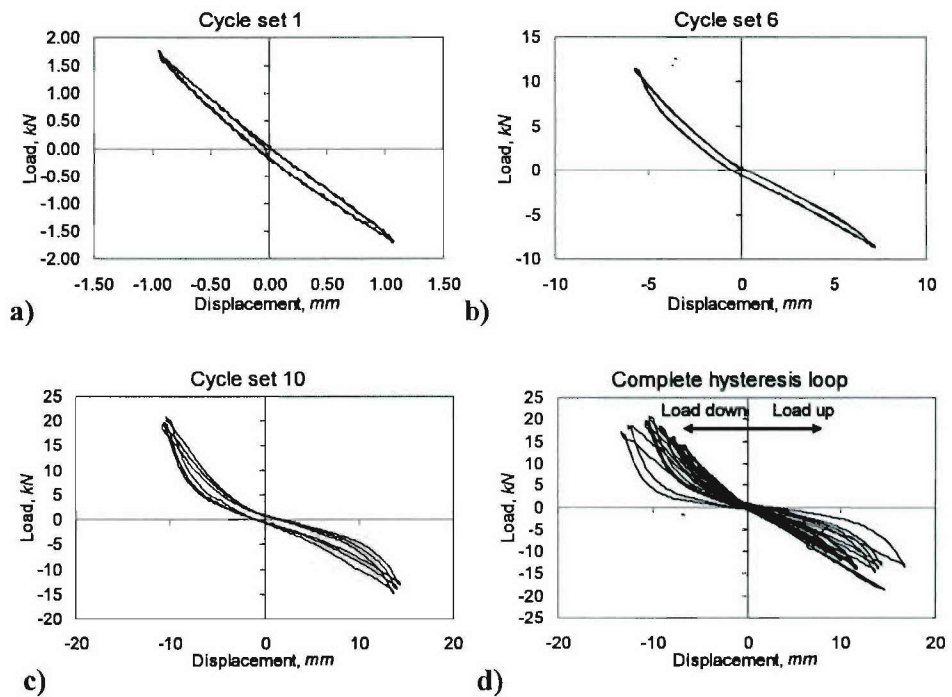 Cycle set 1
2.00
1.50
1.00
0.50
0.00
-0.50
-1.00
-1.50
-2.00
Load, kN
-1.50 -1.00 -0.50 0.00 0.50 1.00 1.50
Displacement, mm
a)
Cycle set 6
15
10
5
0
-5
-10
Load, kN
-10 -5 0 5 10
Displacement, mm
b)
Cycle set 10
25
20
15
10
5
0
-5
-10
-15
-20
Load, kN
-20 -10 0 10 20
Displacement, mm
c)
Complete hysteresis loop
Load down Load up
25
20
15
10
5
0
-5
-10
-15
-20
-25
Load, kN
-20 -10 0 10 20
Displacement, mm
d)